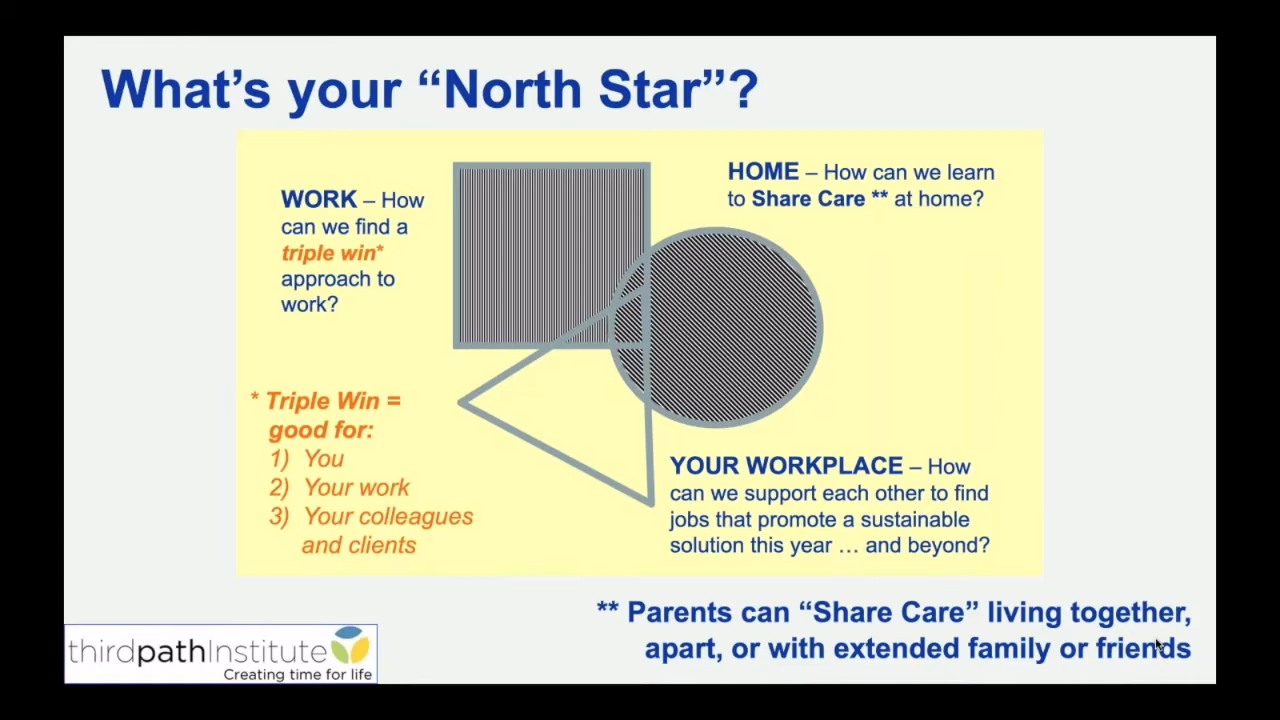 What's your “North Star”?
WORK – How
can we find a
triple win*
approach to
work?
HOME – How can we learn
to Share Care ** at home?
* Triple Win =
good for:
1) You
2) Your work
3) Your colleagues
and clients
YOUR WORKPLACE – How
can we support each other to find
jobs that promote a sustainable
solution this year … and beyond?
** Parents can “Share Care” living together,
apart, or with extended family or friends
thirdpathInstitute
Creating time for life